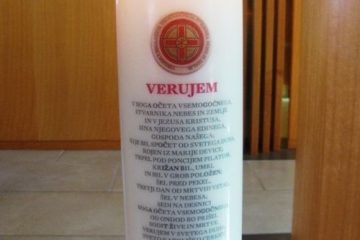 VERUJEM
V BOGA OČETA VSEMOGOČNEGA,
STVARNIKA NEBES IN ZEMLJE.
IN V JEZUSA KRISTUSA,
SINA NJEGOVEGA EDINEGA,
GOSPODA NAŠEGA;
KI JE BIL SPOČET OD SVETEGA DUHA,
ROJEN IZ MARIJE DEVICE,
TRPEL POD PONCIJEM PILATOM,
KRIŽAN BIL, UMRL
IN BIL V GROB POLOŽEN;
ŠEL PRED PEKEL,
TRETJI DAN OD MRTVIH VSTAL;
ŠEL V NEBESA,
SEDI NA DESNICI
BOGA OČETA VSEMOGOČNEGA,
OD ONDOD BO PRIŠEL
SODIT ŽIVE IN MRTVE.
VERUJEM V SVETEGA DUHA,